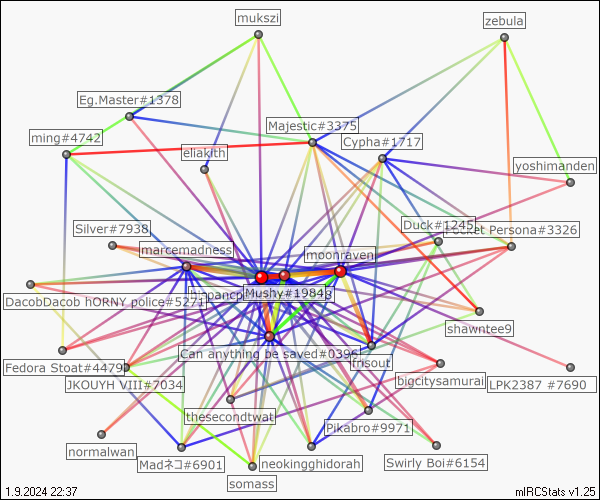 mukszi
zebula
Eg.Master#1378
Majestic#3375
ming#4742
Cypha#1717
eliakith
yoshimanden
Duck#1245
Pocket Persona#3326
Silver#7938
marcemadness
moonraven
Mushy#1984
DacobDacob hORNY police#5271
shawntee9
Can anything be saved#0396
frisout
Fedora Stoat#4479
JKOUYH VIII#7034
bigcitysamurai
LPK2387 #7690
thesecondtwat
Pikabro#9971
normalwan
Madネコ#6901
neokingghidorah
Swirly Boi#6154
somass
1.9.2024 22:37
mIRCStats v1.25